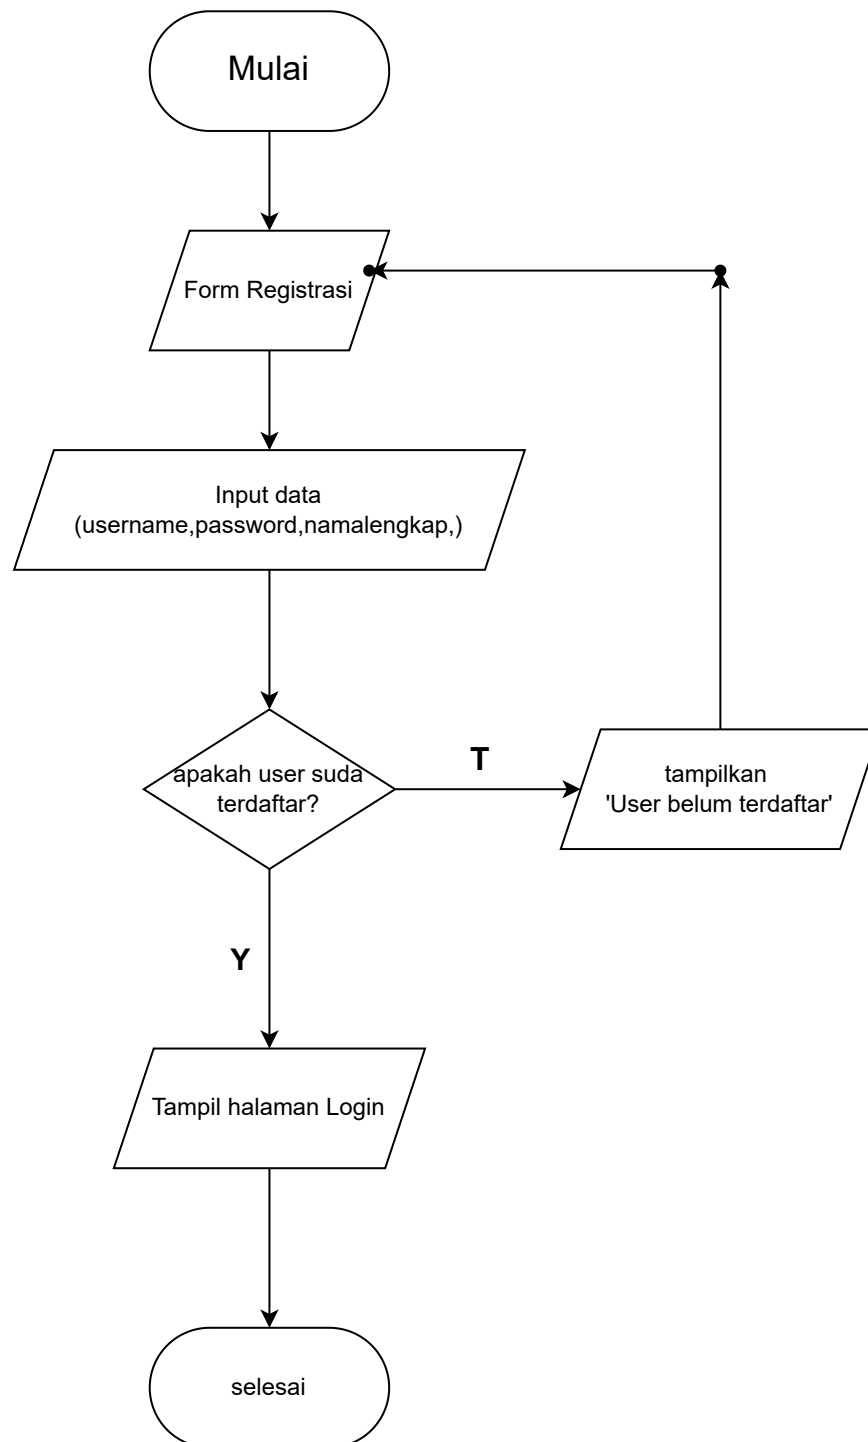 Mulai
Form Registrasi
Input data
(username,password,namalengkap,)
apakah user suda
terdaftar?
T
tampilkan
'User belum terdaftar'
Y
Tampil halaman Login
selesai